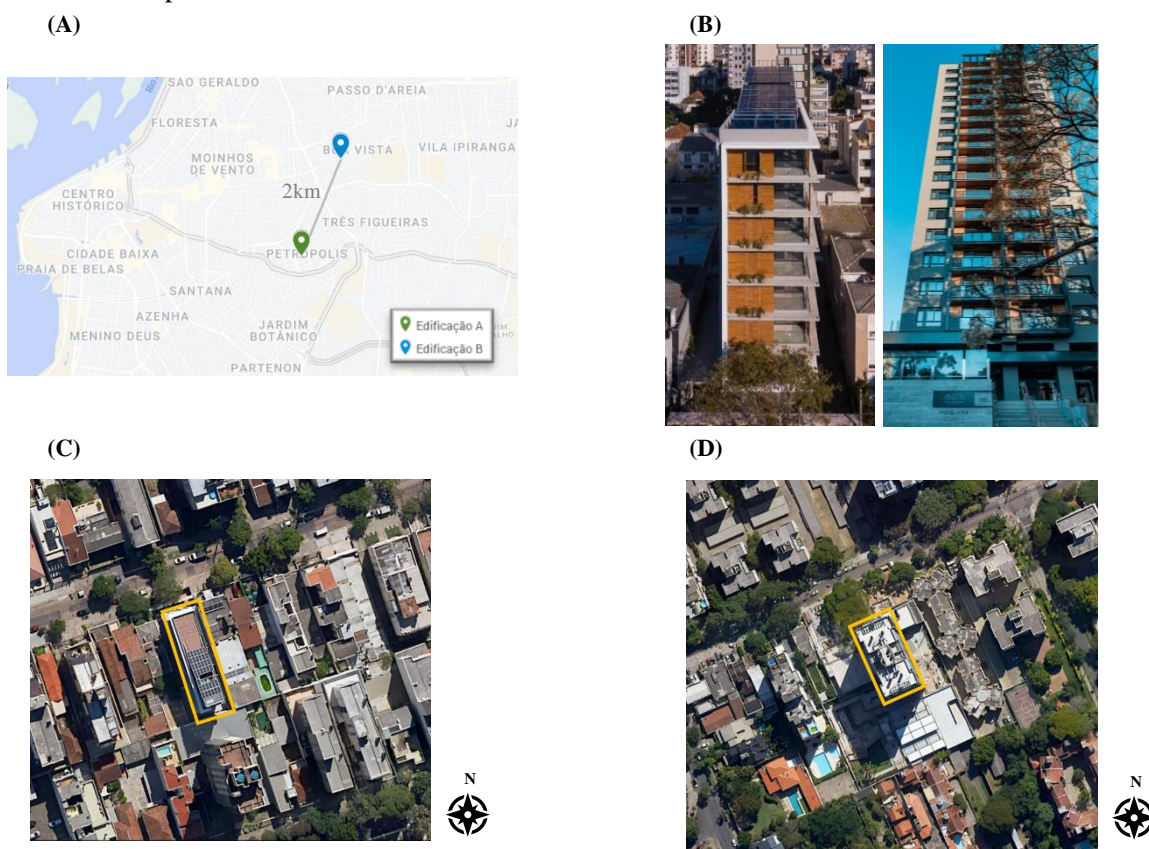 (A)
(B)
SAO GERALDO
PASSO D'AREIA
FLORESTA
MOINHOS
DE VENTO
VISTA
VILA IPIRANGA
2km
CENTRO
HISTÓRICO
TRÊS FIGUEIRAS
CIDADE BAIXA
PETRÓPOLIS
PRAIA DE BELAS
SANTANA
AZENHA
JARDIM
BOTÂNICO
MENINO DEUS
PARTENON
Edificação A
Edificação B
(C)
(D)
N
N